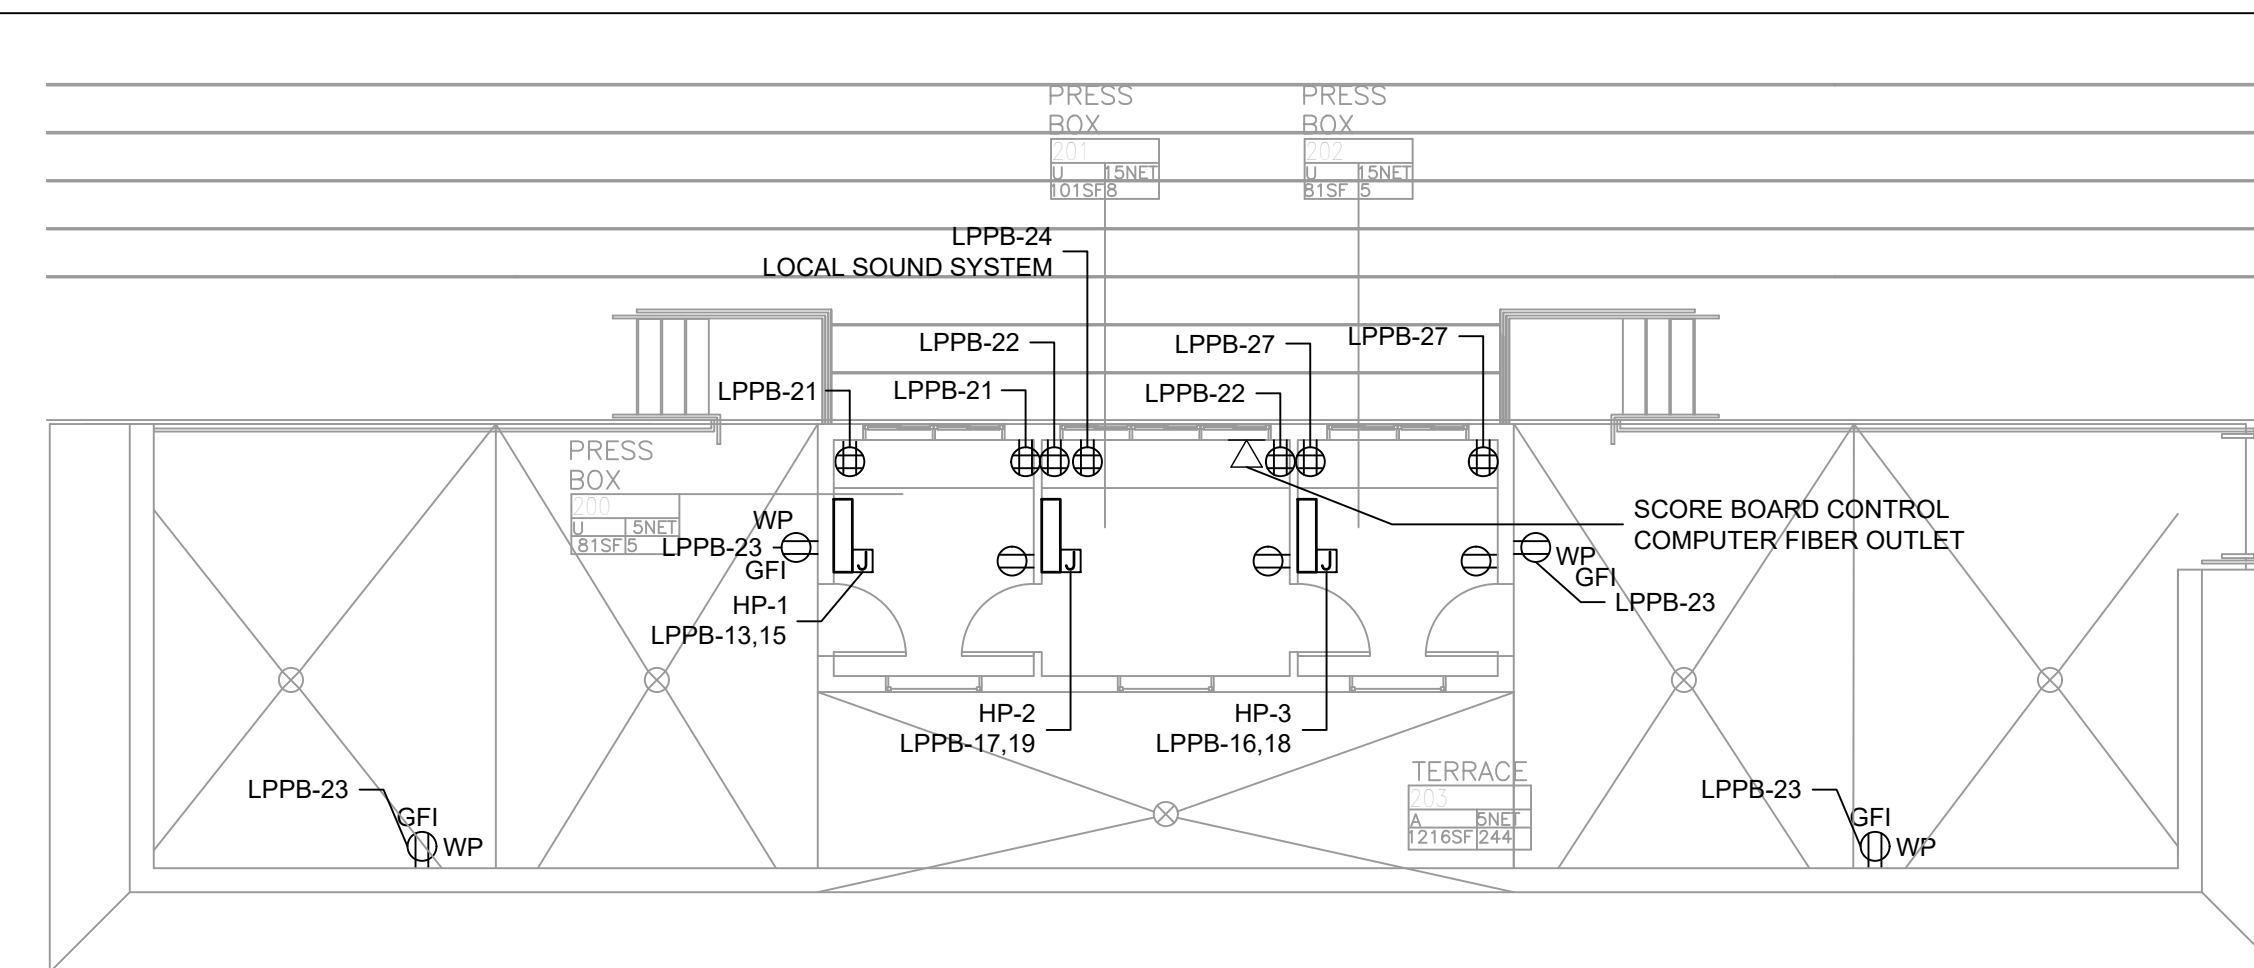 PRESS
BOX
201
U 15NET
101SF 8
PRESS
BOX
202
U 15NET
81SF 5
LPPB-24
LOCAL SOUND SYSTEM
LPPB-22
LPPB-27
LPPB-27
LPPB-21
LPPB-21
LPPB-22
PRESS
BOX
200
U 5NET
81SF 5
WP
LPPB-23
GFI
J
J
J
SCORE BOARD CONTROL
COMPUTER FIBER OUTLET
WP
GFI
LPPB-23
HP-1
LPPB-13,15
HP-2
LPPB-17,19
HP-3
LPPB-16,18
TERRACE
203
A 5NET
1216SF 244
LPPB-23
GFI
WP
LPPB-23
GFI
WP